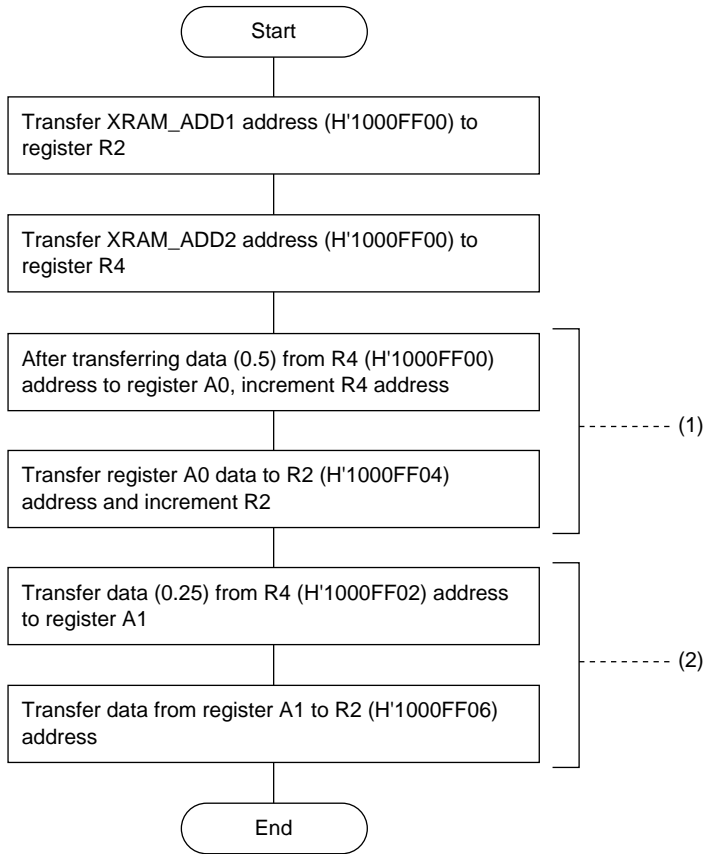 Start
Transfer XRAM_ADD1 address (H'1000FF00) to
register R2
Transfer XRAM_ADD2 address (H'1000FF00) to
register R4
After transferring data (0.5) from R4 (H'1000FF00)
address to register A0, increment R4 address
(1)
Transfer register A0 data to R2 (H'1000FF04)
address and increment R2
Transfer data (0.25) from R4 (H'1000FF02) address
to register A1
(2)
Transfer data from register A1 to R2 (H'1000FF06)
address
End